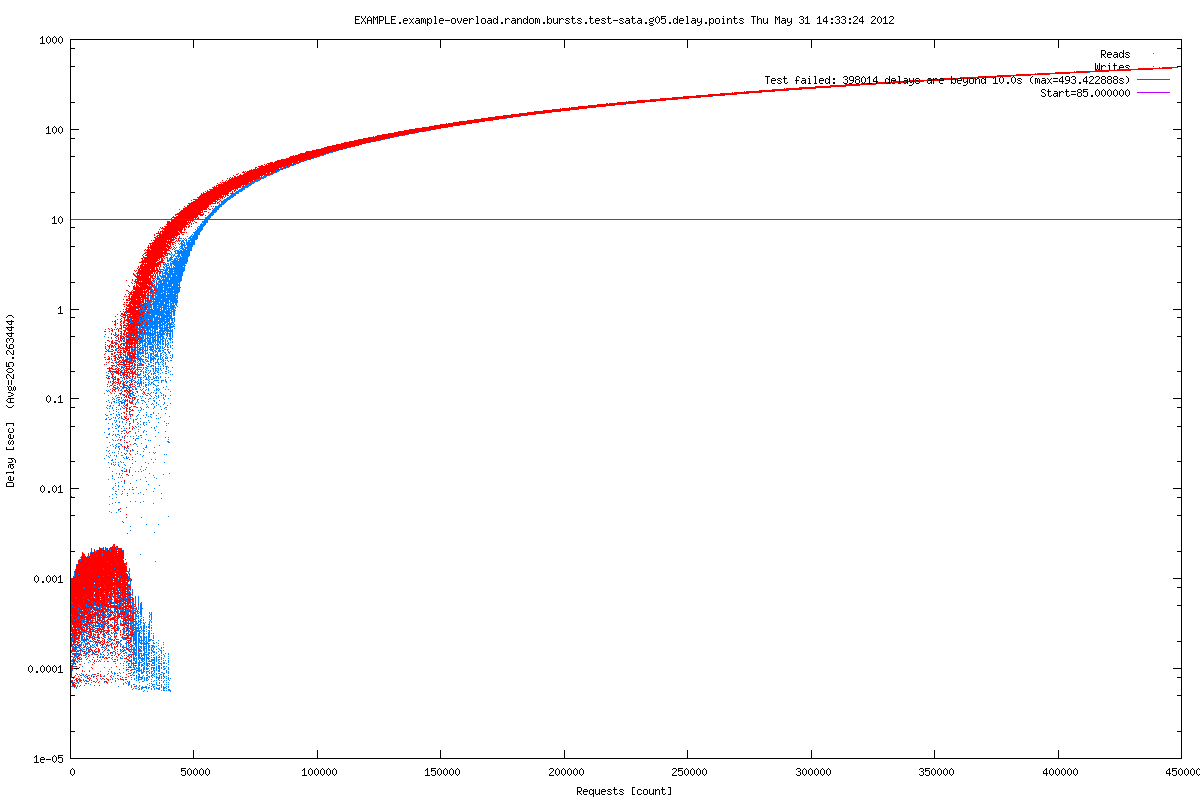 EXAMPLE.example-overload.random.bursts.test-sata.g05.delay.points Thu May 31 14:33:24 2012
1000
100
10
1
0.1
0.01
0.001
0.0001
1e-05
Reads
Writes
Test failed: 398014 delays are beyond 10.0s (max=493.422888s)
Start=85.000000
Delay [sec] (Avg=205.263444)
0 50000 100000 150000 200000 250000 300000 350000 400000 450000
Requests [count]